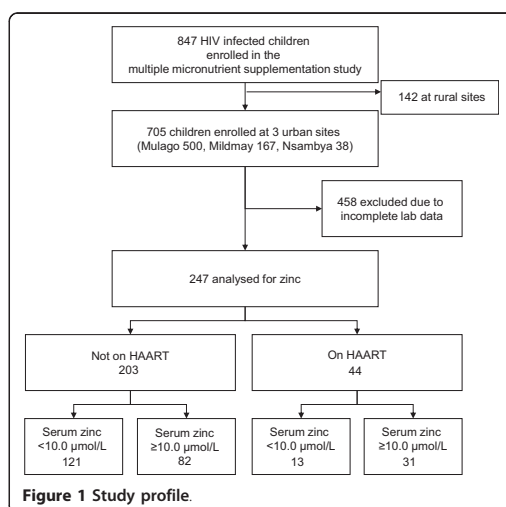 847 HIV infected children
enrolled in the
multiple micronutrient supplementation study
142 at rural sites
705 children enrolled at 3 urban sites
(Mulago 500, Mildmay 167, Nsambya 38)
458 excluded due to
incomplete lab data
247 analysed for zinc
Not on HAART
203
On HAART
44
Serum zinc
<10.0 µmol/L
121
Serum zinc
≥10.0 µmol/L
82
Serum zinc
<10.0 µmol/L
13
Serum zinc
≥10.0 µmol/L
31
Figure 1 Study profile.